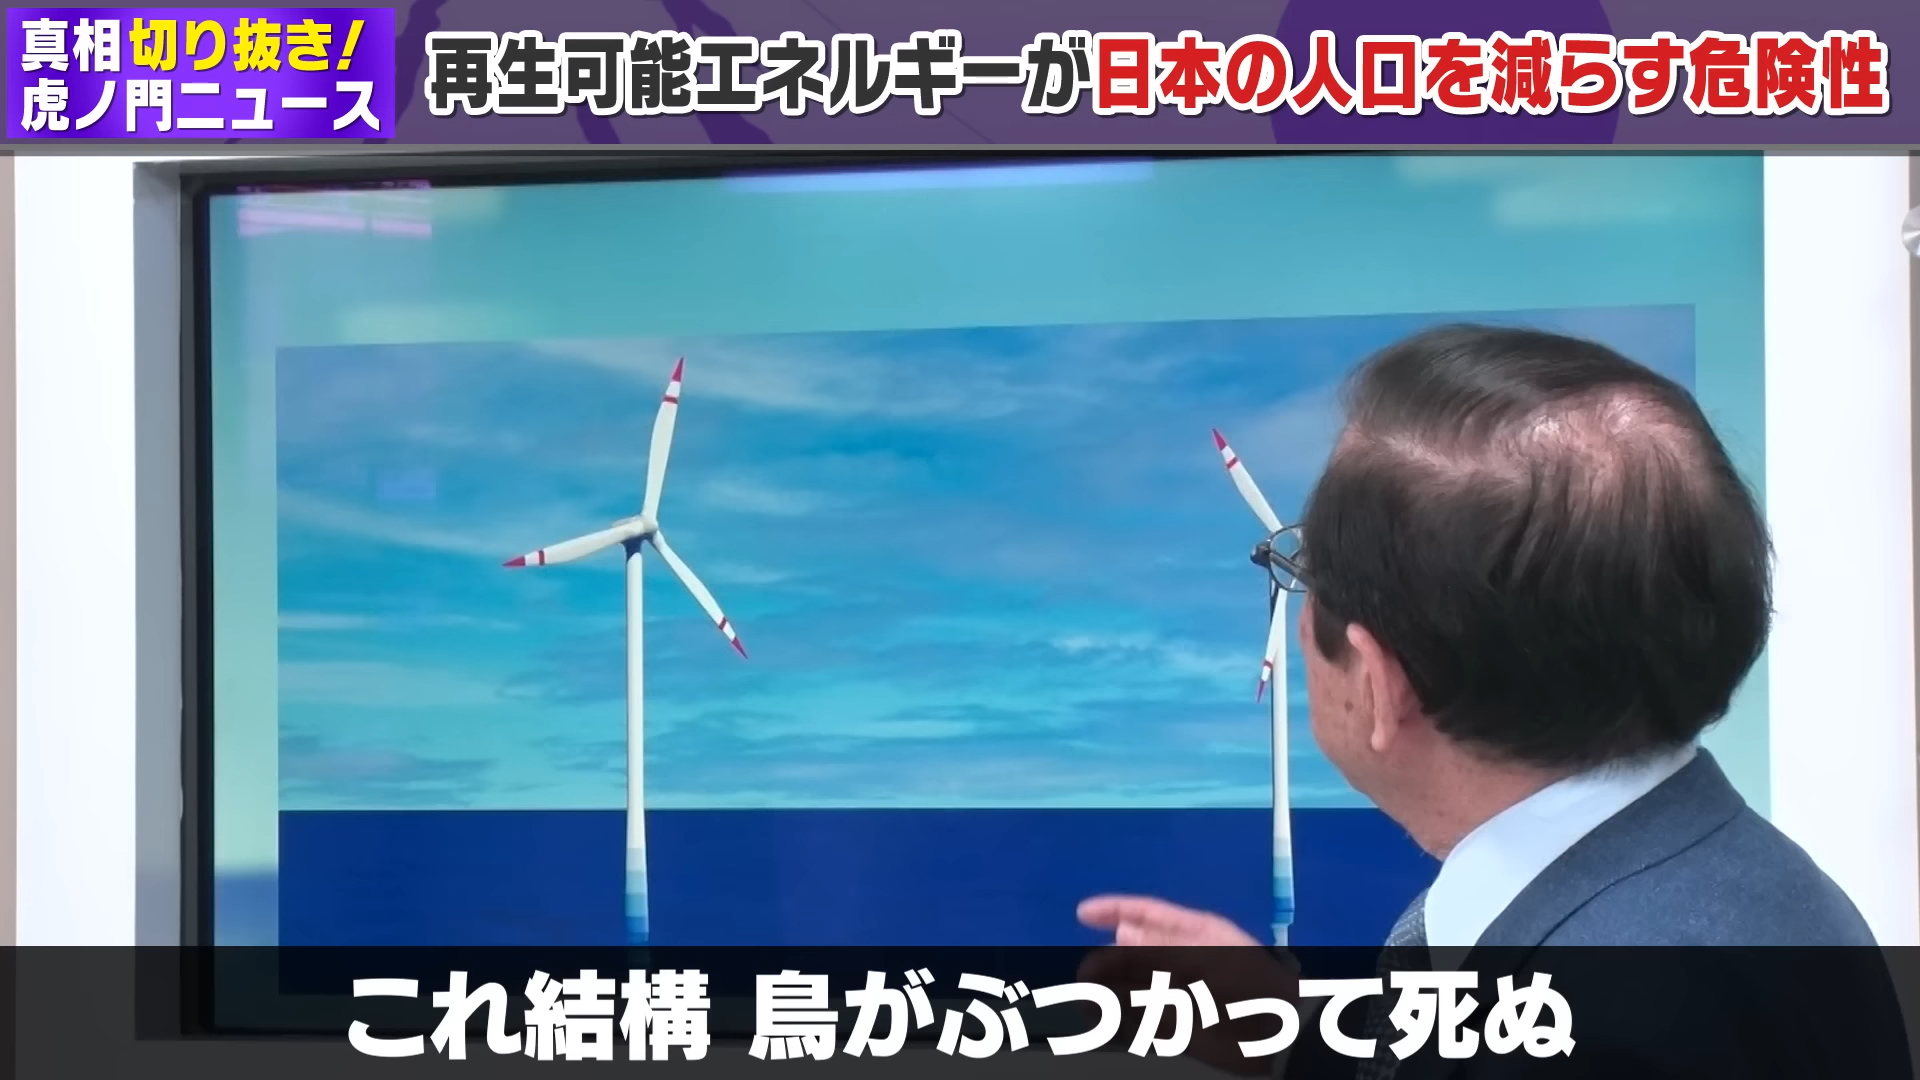 真相切り抜き!
虎ノ門ニュース
再生可能エネルギーが日本の人口を減らす危険性
これ結構 鳥がぶつかって死ぬ